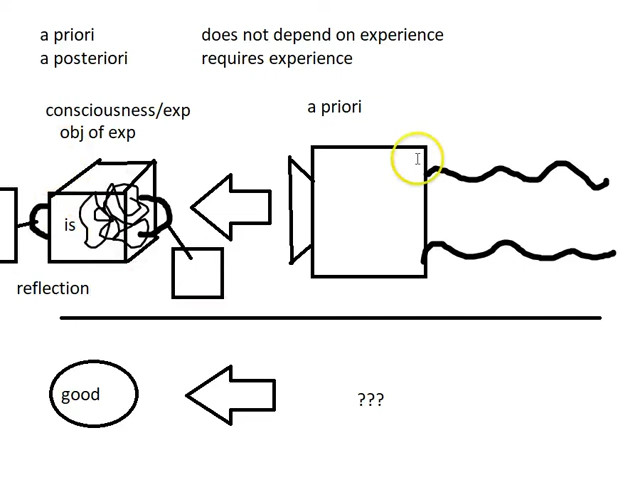 a priori does not depend on experience
a posteriori requires experience
consciousness/exp
obj of exp
a priori
is
reflection
good
???